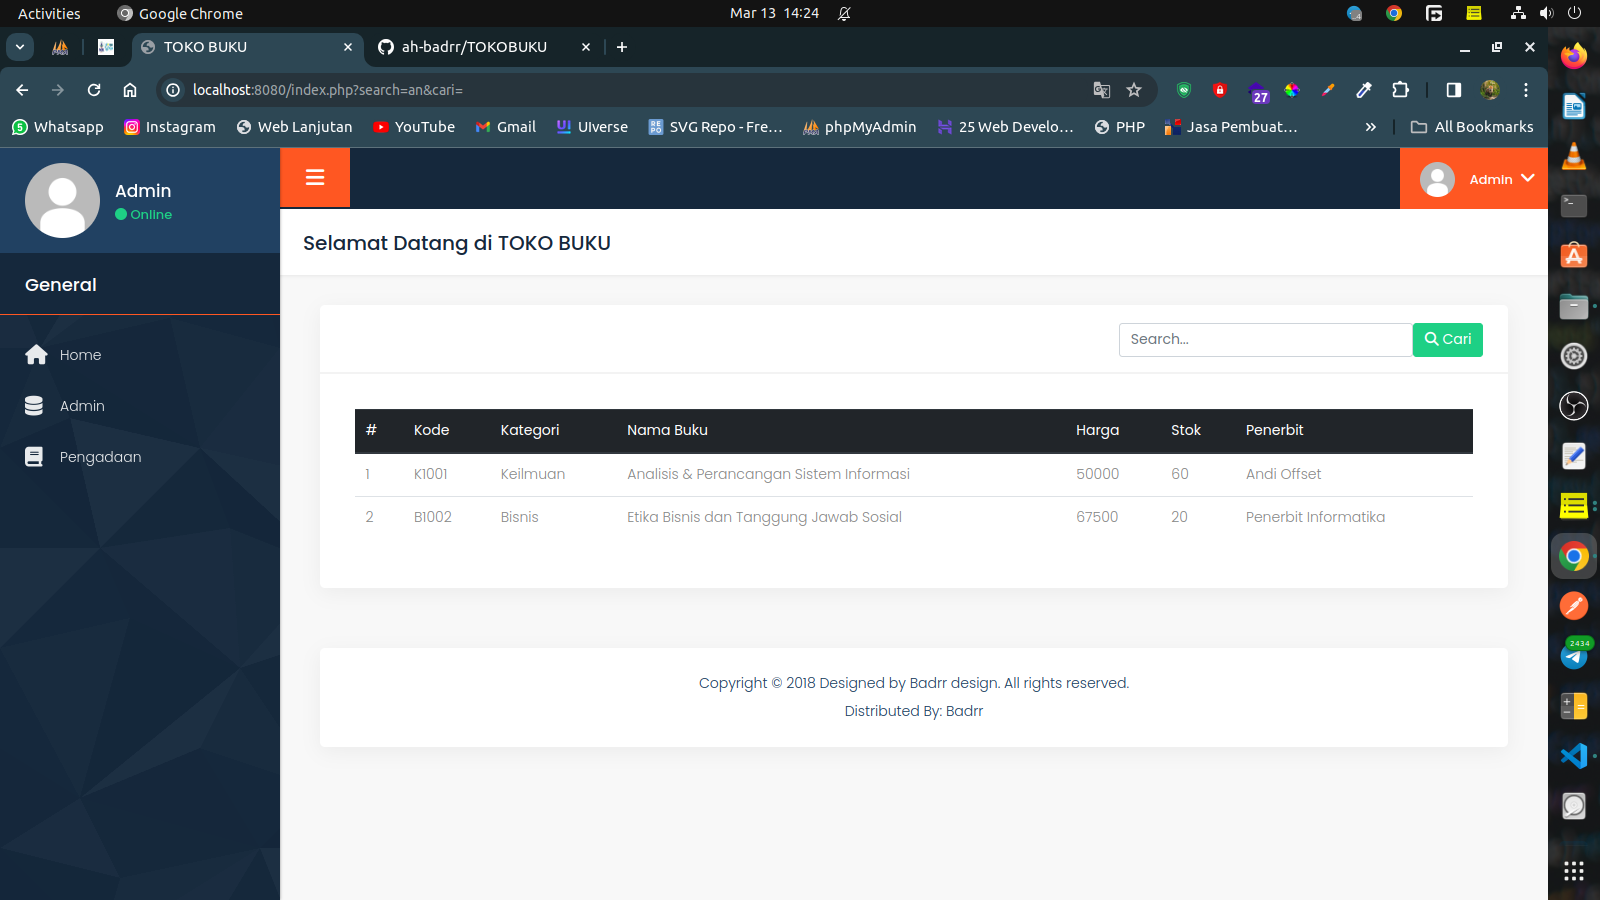 Activities Google Chrome Mar 13 14:24
TOKO BUKU ah-badrr/TOKOBUKU
localhost:8080/index.php?search=an&cari= 27
Whatsapp Instagram Web Lanjutan YouTube Gmail UIverse SVG Repo - Fre... phpMyAdmin 25 Web Develo... PHP Jasa Pembuat... » All Bookmarks
Admin
Online
Admin
Selamat Datang di TOKO BUKU
General
Home
Admin
Pengadaan
Search... Cari
# Kode Kategori Nama Buku Harga Stok Penerbit
1 K1001 Keilmuan Analisis & Perancangan Sistem Informasi 50000 60 Andi Offset
2 B1002 Bisnis Etika Bisnis dan Tanggung Jawab Sosial 67500 20 Penerbit Informatika
Copyright © 2018 Designed by Badrr design. All rights reserved.
Distributed By: Badrr
2434